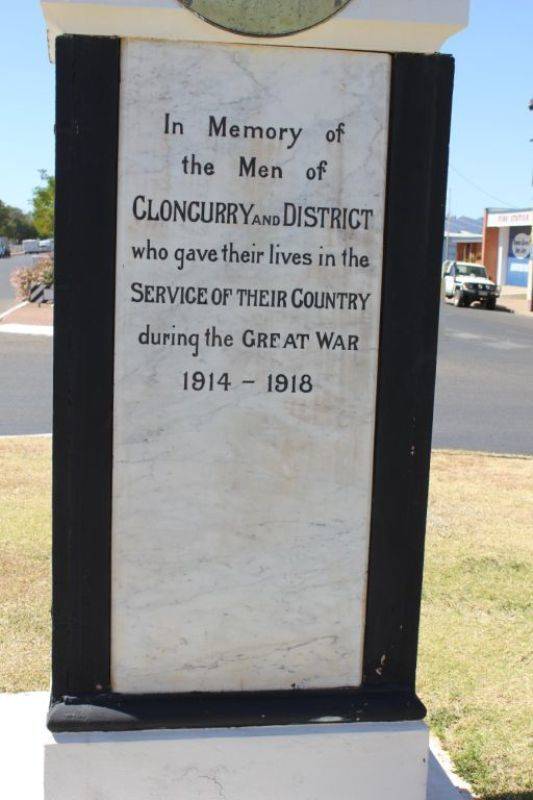 In Memory of
the Men of
CLONCURRY AND DISTRICT
who gave their lives in the
SERVICE OF THEIR COUNTRY
during the GREAT WAR
1914 - 1918